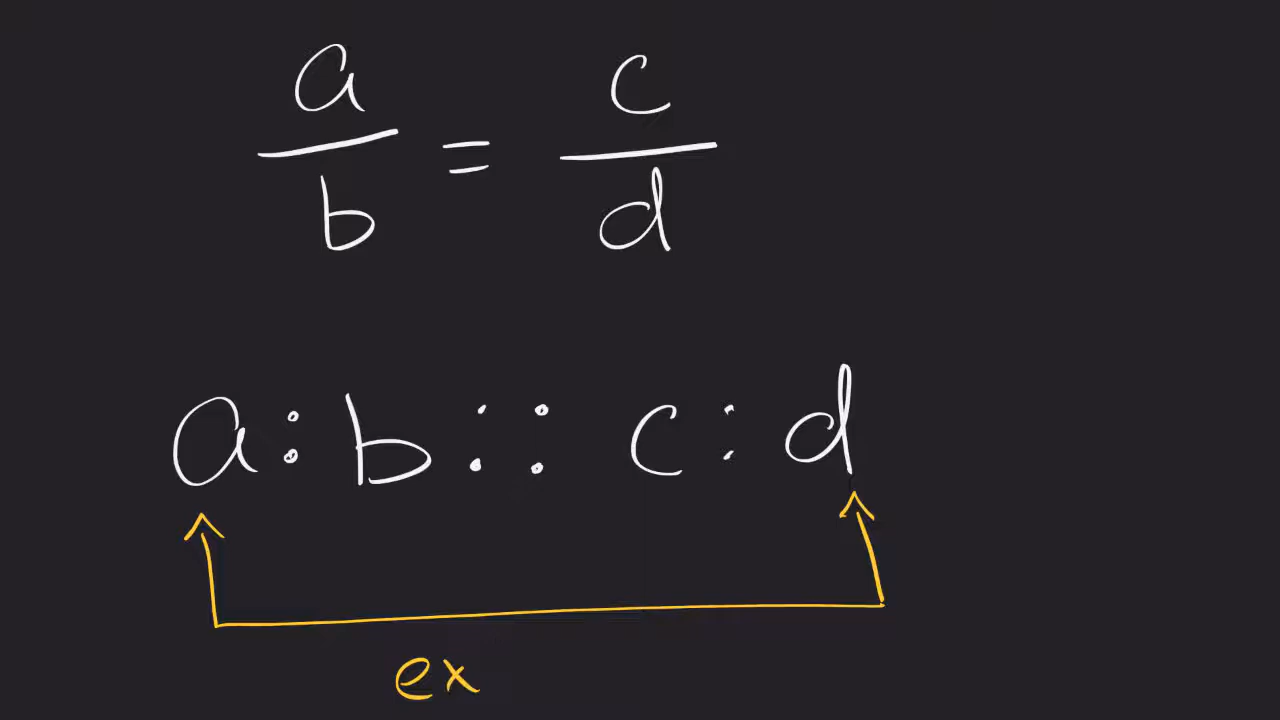 a/b = c/d
a : b :: c : d
ex